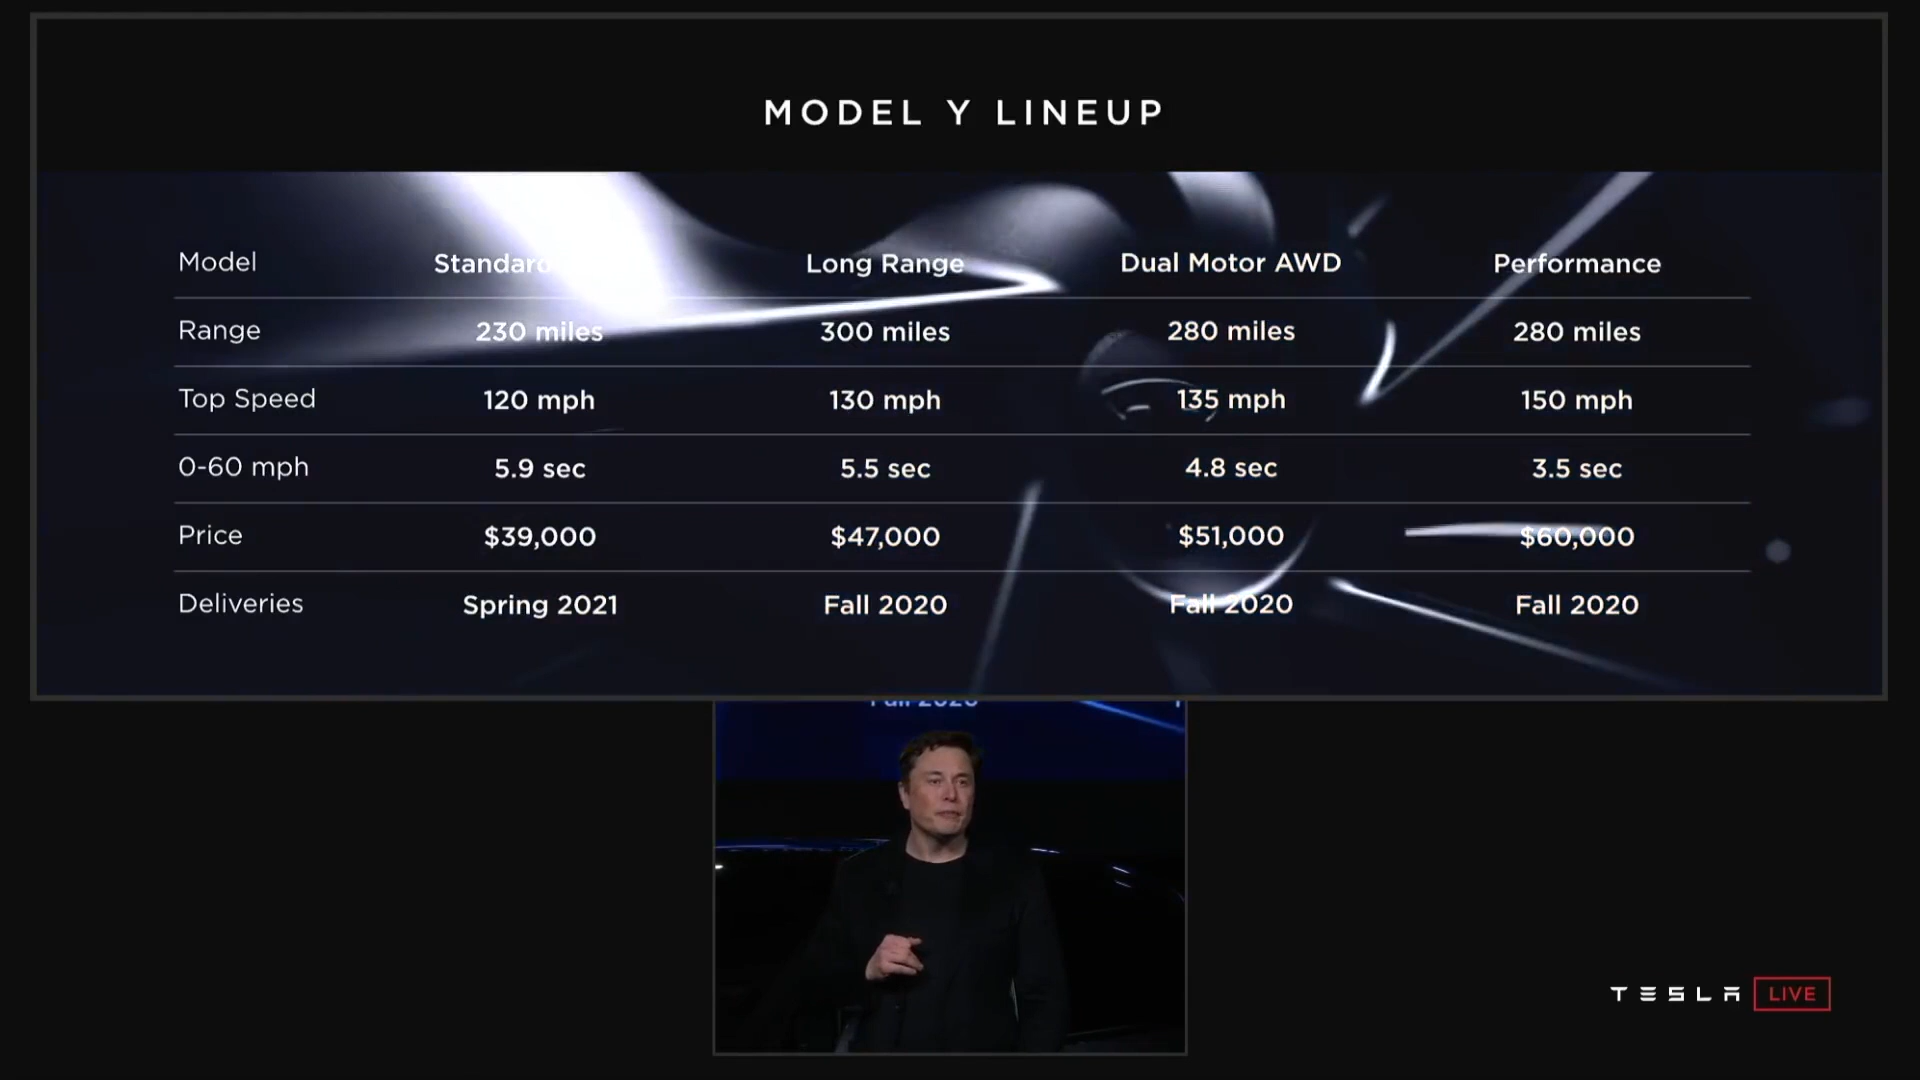 MODEL Y LINEUP
Model Standard Long Range Dual Motor AWD Performance
Range 230 miles 300 miles 280 miles 280 miles
Top Speed 120 mph 130 mph 135 mph 150 mph
0-60 mph 5.9 sec 5.5 sec 4.8 sec 3.5 sec
Price $39,000 $47,000 $51,000 $60,000
Deliveries Spring 2021 Fall 2020 Fall 2020 Fall 2020
Fall 2020
TESLA LIVE